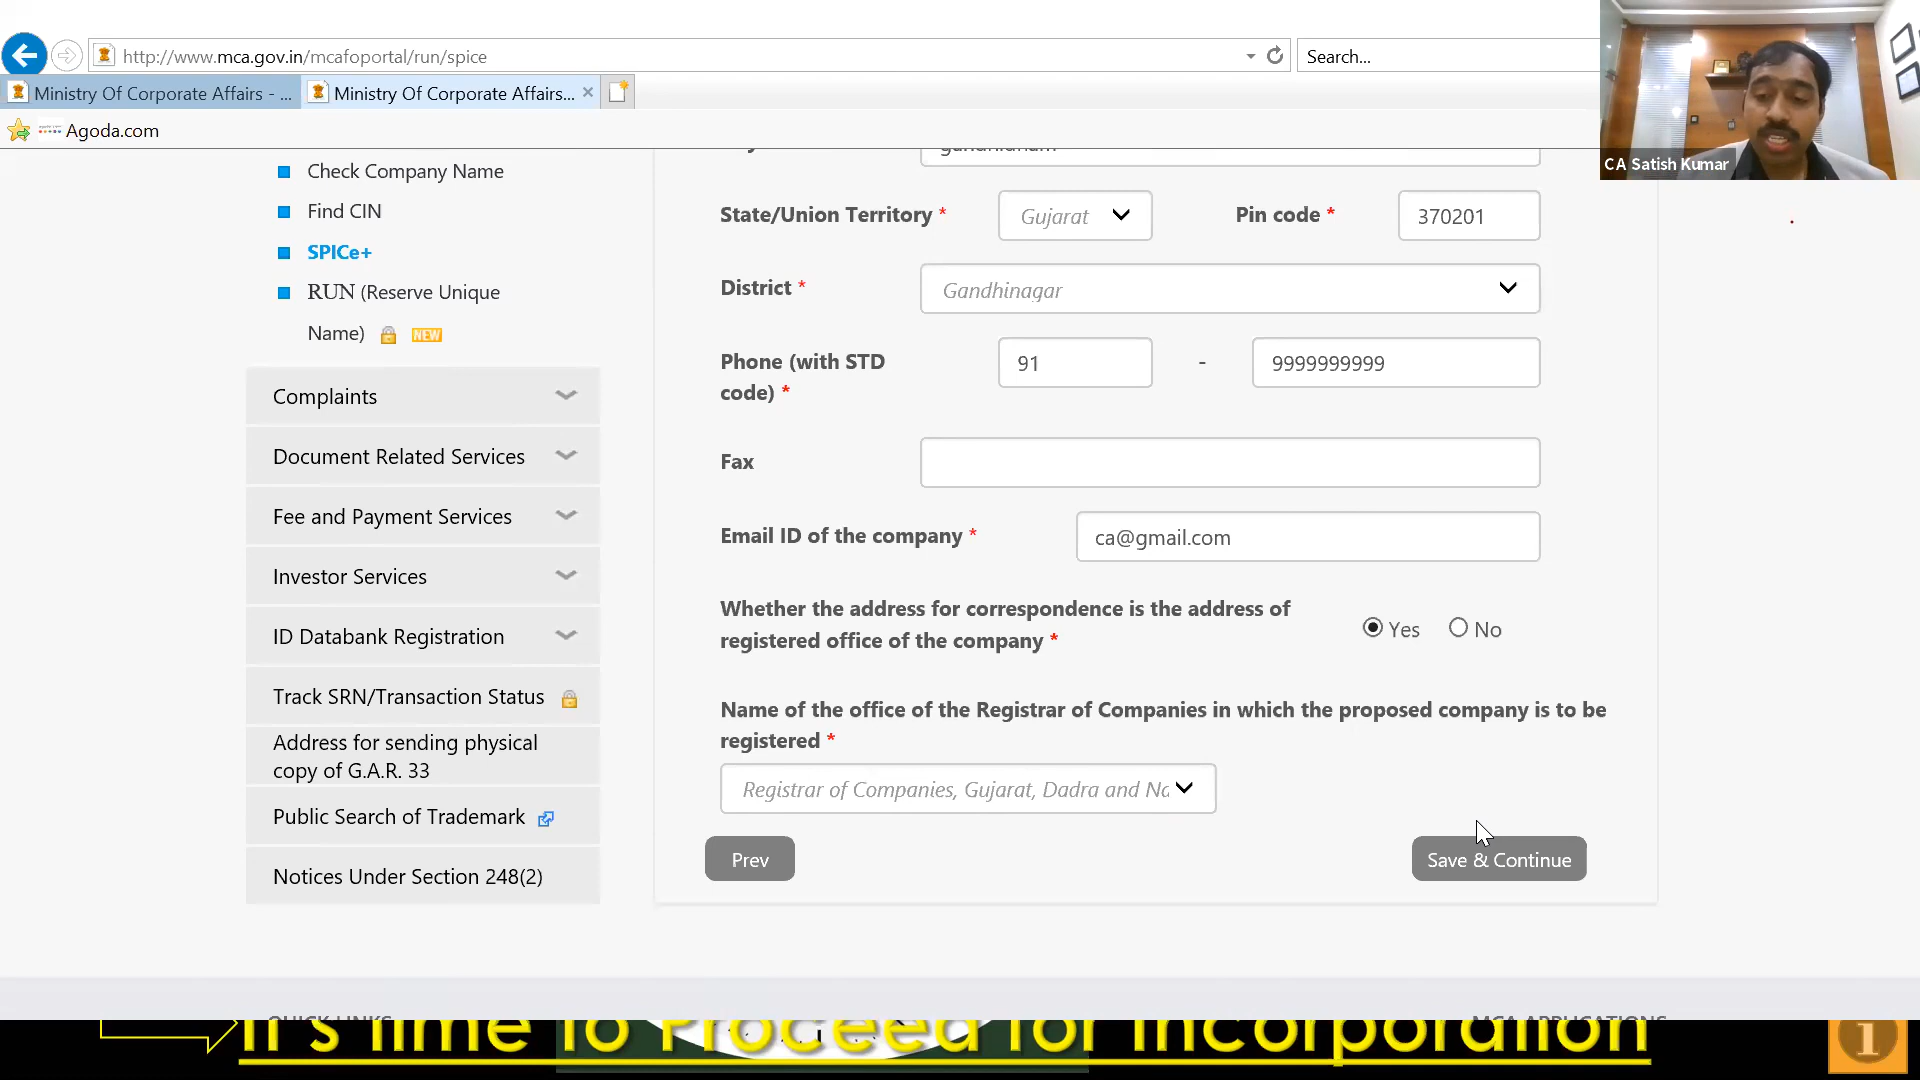 http://www.mca.gov.in/mcafoportal/run/spice
Search...
Ministry Of Corporate Affairs - ...
Ministry Of Corporate Affairs...
Agoda.com
CA Satish Kumar
Check Company Name
Find CIN
SPICe+
RUN (Reserve Unique
Name) NEW
Complaints
Document Related Services
Fee and Payment Services
Investor Services
ID Databank Registration
Track SRN/Transaction Status
Address for sending physical
copy of G.A.R. 33
Public Search of Trademark
Notices Under Section 248(2)
State/Union Territory * Gujarat Pin code * 370201
District * Gandhinagar
Phone (with STD
code) * 91 - 9999999999
Fax
Email ID of the company * ca@gmail.com
Whether the address for correspondence is the address of
registered office of the company * Yes No
Name of the office of the Registrar of Companies in which the proposed company is to be
registered *
Registrar of Companies, Gujarat, Dadra and Na
Prev Save & Continue
QUICK LINKS MCA APPLICATIONS
It's time to Proceed for Incorporation